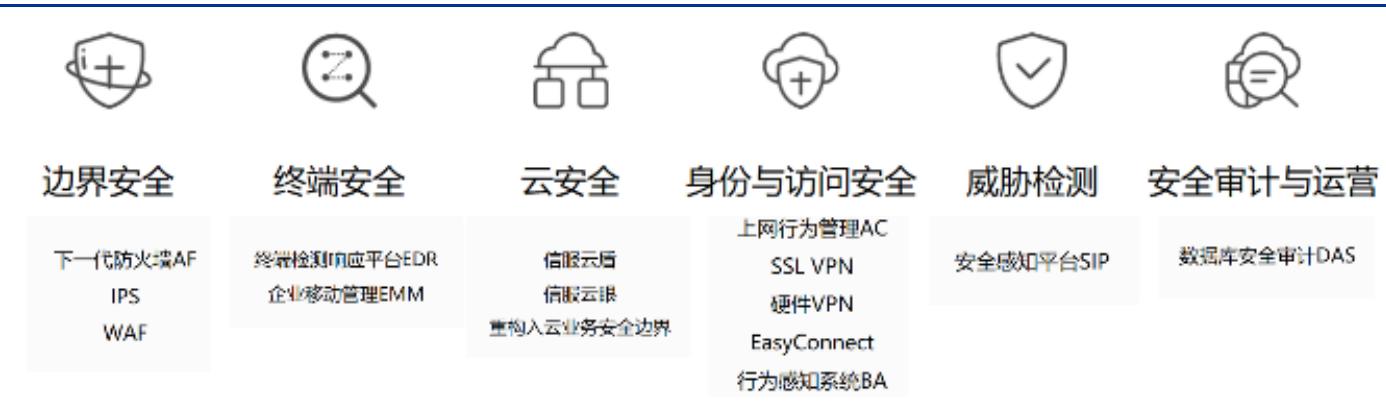 边界安全
终端安全
云安全
身份与访问安全
威胁检测
安全审计与运营
下一代防火墙AF
IPS
WAF
终端检测响应平台EDR
企业移动管理EMM
信服云盾
信服云眼
重构入云业务安全边界
上网行为管理AC
SSL VPN
硬件VPN
EasyConnect
行为感知系统BA
安全感知平台SIP
数据库安全审计DAS